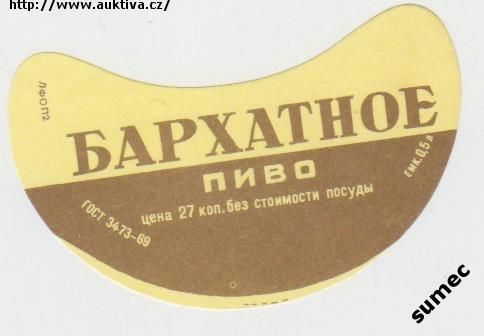 http://www.auktiva.cz/
ЛФОП2
БАРХАТНОЕ
ПИВО
емк.0,5 л
ГОСТ 3473-69
цена 27 коп. без стоимости посуды
sumec